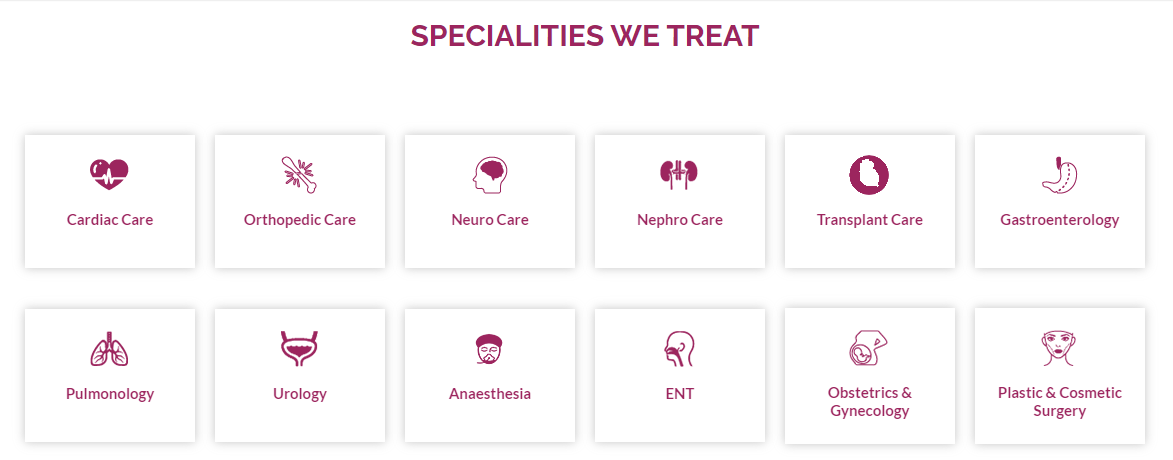 SPECIALITIES WE TREAT
Cardiac Care
Orthopedic Care
Neuro Care
Nephro Care
Transplant Care
Gastroenterology
Pulmonology
Urology
Anaesthesia
ENT
Obstetrics &
Gynecology
Plastic & Cosmetic
Surgery